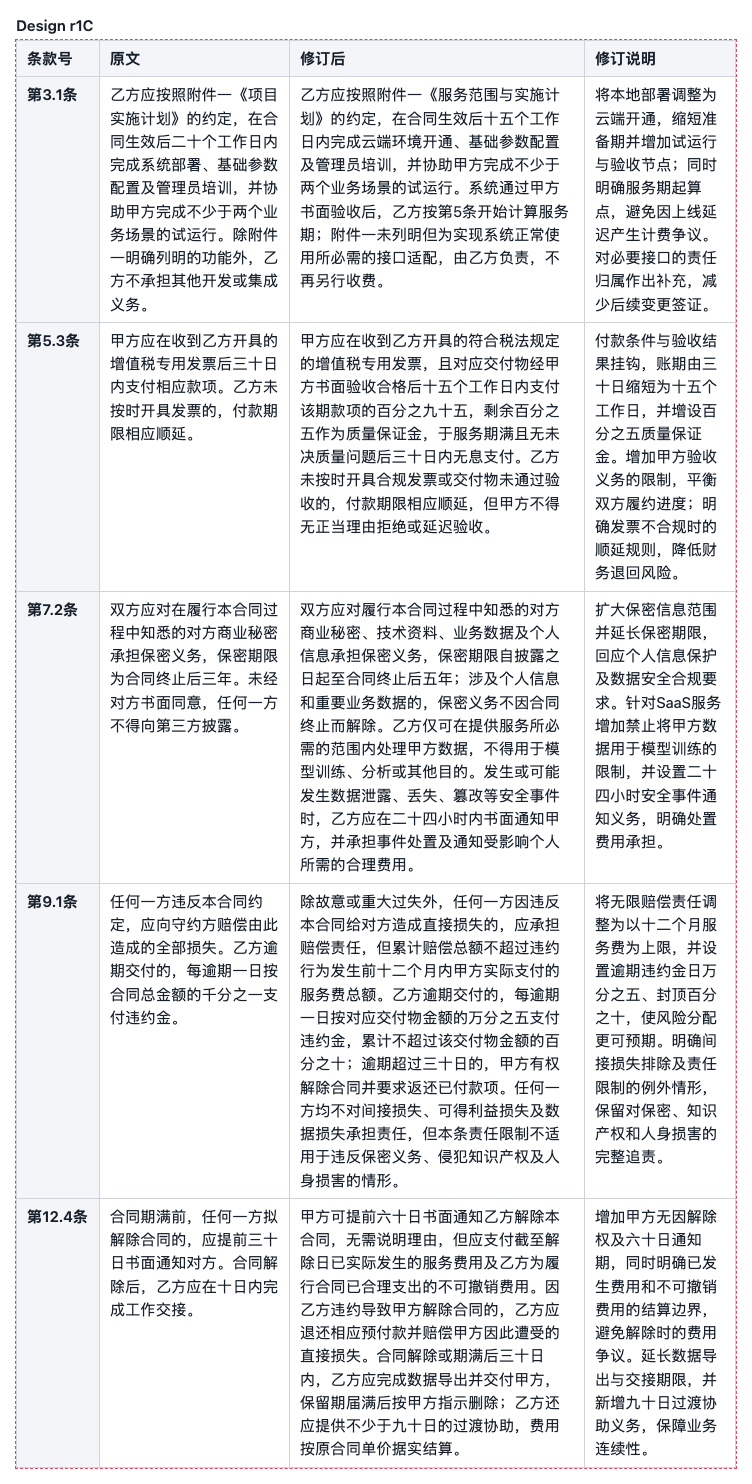 Design r1C
条款号
原文
修订后
修订说明
第3.1条
乙方应按照附件一《项目
实施计划》的约定，在合
同生效后二十个工作日内
完成系统部署、基础参数
配置及管理员培训，并协
助甲方完成不少于两个业
务场景的试运行。除附件
一明确列明的功能外，乙
方不承担其他开发或集成
义务。
乙方应按照附件一《服务范围与实施计
划》的约定，在合同生效后十五个工作
日内完成云端环境开通、基础参数配置
及管理员培训，并协助甲方完成不少于
两个业务场景的试运行。系统通过甲方
书面验收后，乙方按第5条开始计算服务
期；附件一未列明但为实现系统正常使
用所必需的接口适配，由乙方负责，不
再另行收费。
将本地部署调整为
云端开通，缩短准
备期并增加试运行
与验收节点；同时
明确服务期起算
点，避免因上线延
迟产生计费争议。
对必要接口的责任
归属作出补充，减
少后续变更签证。
第5.3条
甲方应在收到乙方开具的
增值税专用发票后三十日
内支付相应款项。乙方未
按时开具发票的，付款期
限相应顺延。
甲方应在收到乙方开具的符合税法规定
的增值税专用发票，且对应交付物经甲
方书面验收合格后十五个工作日内支付
该期款项的百分之九十五，剩余百分之
五作为质量保证金，于服务期满且无未
决质量问题后三十日内无息支付。乙方
未按时开具合规发票或交付物未通过验
收的，付款期限相应顺延，但甲方不得
无正当理由拒绝或延迟验收。
付款条件与验收结
果挂钩，账期由三
十日缩短为十五个
工作日，并增设百
分之五质量保证
金。增加甲方验收
义务的限制，平衡
双方履约进度；明
确发票不合规时的
顺延规则，降低财
务退回风险。
第7.2条
双方应对在履行本合同过
程中知悉的对方商业秘密
承担保密义务，保密期限
为合同终止后三年。未经
对方书面同意，任何一方
不得向第三方披露。
双方应对履行本合同过程中知悉的对方
商业秘密、技术资料、业务数据及个人
信息承担保密义务，保密期限自披露之
日起至合同终止后五年；涉及个人信息
和重要业务数据的，保密义务不因合同
终止而解除。乙方仅可在提供服务所必
需的范围内处理甲方数据，不得用于模
型训练、分析或其他目的。发生或可能
发生数据泄露、丢失、篡改等安全事件
时，乙方应在二十四小时内书面通知甲
方，并承担事件处置及通知受影响个人
所需的合理费用。
扩大保密信息范围
并延长保密期限，
回应个人信息保护
及数据安全合规要
求。针对SaaS服务
增加禁止将甲方数
据用于模型训练的
限制，并设置二十
四小时安全事件通
知义务，明确处置
费用承担。
第9.1条
任何一方违反本合同约
定，应向守约方赔偿由此
造成的全部损失。乙方逾
期交付的，每逾期一日按
合同总金额的千分之一支
付违约金。
除故意或重大过失外，任何一方因违反
本合同给对方造成直接损失的，应承担
赔偿责任，但累计赔偿总额不超过违约
行为发生前十二个月内甲方实际支付的
服务费总额。乙方逾期交付的，每逾期
一日按对应交付物金额的万分之五支付
违约金，累计不超过该交付物金额的百
分之十；逾期超过三十日的，甲方有权
解除合同并要求返还已付款项。任何一
方均不对间接损失、可得利益损失及数
据损失承担责任，但本条责任限制不适
用于违反保密义务、侵犯知识产权及人
身损害的情形。
将无限赔偿责任调
整为以十二个月服
务费为上限，并设
置逾期违约金日万
分之五、封顶百分
之十，使风险分配
更可预期。明确间
接损失排除及责任
限制的例外情形，
保留对保密、知识
产权和人身损害的
完整追责。
第12.4条
合同期满前，任何一方拟
解除合同的，应提前三十
日书面通知对方。合同解
除后，乙方应在十日内完
成工作交接。
甲方可提前六十日书面通知乙方解除本
合同，无需说明理由，但应支付截至解
除日已实际发生的服务费用及乙方为履
行合同已合理支出的不可撤销费用。因
乙方违约导致甲方解除合同的，乙方应
退还相应预付款并赔偿甲方因此遭受的
直接损失。合同解除或期满后三十日
内，乙方应完成数据导出并交付甲方，
保留期届满后按甲方指示删除；乙方还
应提供不少于九十日的过渡协助，费用
按原合同单价据实结算。
增加甲方无因解除
权及六十日通知
期，同时明确已发
生费用和不可撤销
费用的结算边界，
避免解除时的费用
争议。延长数据导
出与交接期限，并
新增九十日过渡协
助义务，保障业务
连续性。